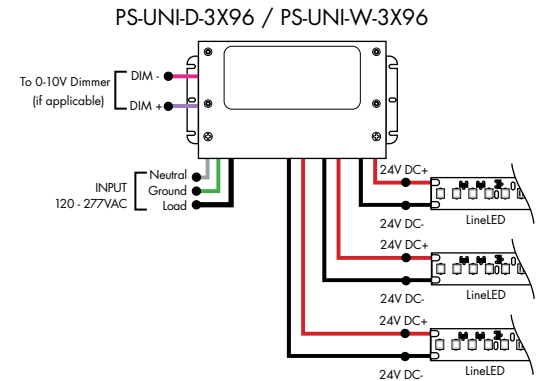 PS-UNI-D-3X96 / PS-UNI-W-3X96
To 0-10V Dimmer
(if applicable)
DIM -
DIM +
INPUT
120 - 277VAC
Neutral
Ground
Load
24V DC+
24V DC-
LineLED
24V DC+
24V DC-
LineLED
24V DC+
24V DC-
LineLED